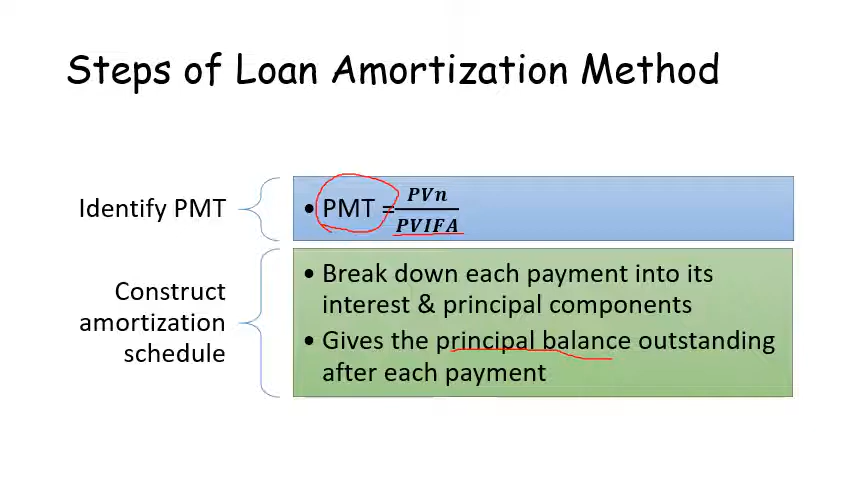 Steps of Loan Amortization Method
Identify PMT
• PMT = PVn / PVIFA
Construct
amortization
schedule
• Break down each payment into its
interest & principal components
• Gives the principal balance outstanding
after each payment